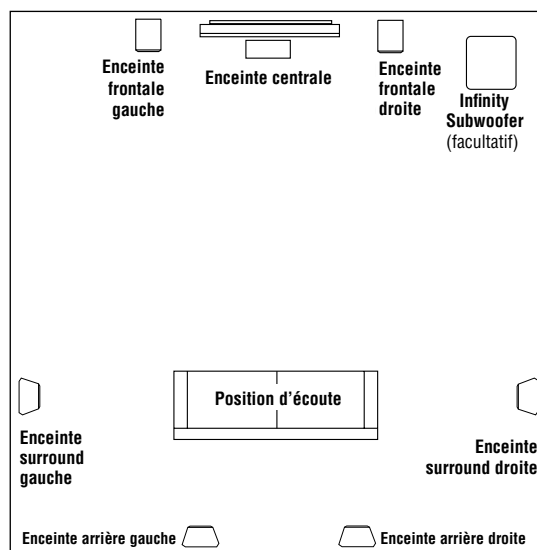 Enceinte
frontale
gauche
Enceinte centrale
Enceinte
frontale
droite
Infinity
Subwoofer
(facultatif)
Position d'écoute
Enceinte
surround
gauche
Enceinte
surround droite
Enceinte arrière gauche
Enceinte arrière droite